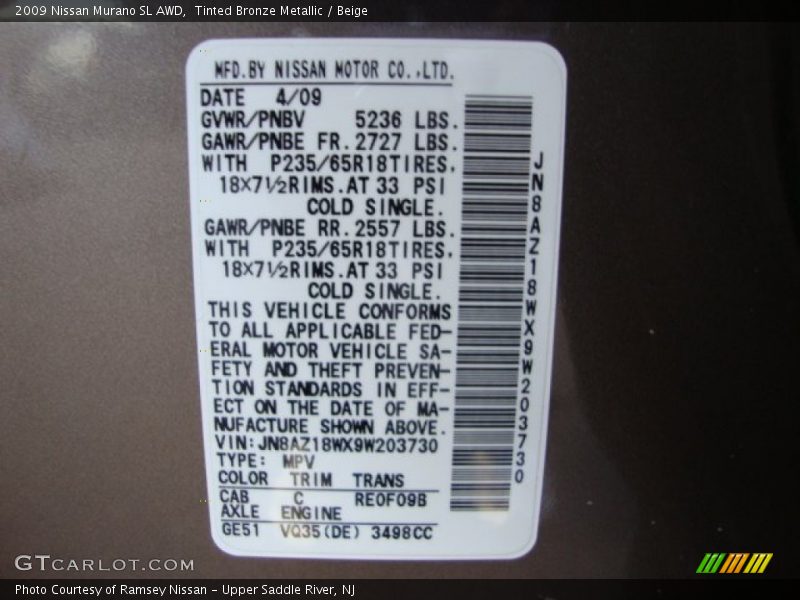 2009 Nissan Murano SL AWD,  Tinted Bronze Metallic / Beige
MFD.BY NISSAN MOTOR CO.,LTD.
DATE 4/09
GVWR/PNBV 5236 LBS.
GAWR/PNBE FR.2727 LBS.
WITH P235/65R18TIRES,
18X7½RIMS.AT 33 PSI
COLD SINGLE.
GAWR/PNBE RR.2557 LBS.
WITH P235/65R18TIRES,
18X7½RIMS.AT 33 PSI
COLD SINGLE.
THIS VEHICLE CONFORMS
TO ALL APPLICABLE FED-
ERAL MOTOR VEHICLE SA-
FETY AND THEFT PREVEN-
TION STANDARDS IN EFF-
ECT ON THE DATE OF MA-
NUFACTURE SHOWN ABOVE.
VIN:JN8AZ18WX9W203730
TYPE: MPV
COLOR TRIM TRANS
CAB C RE0F09B
AXLE ENGINE
GE51 VQ35(DE) 3498CC
JN8AZ18WX9W203730
GTCARLOT.COM
Photo Courtesy of Ramsey Nissan - Upper Saddle River, NJ